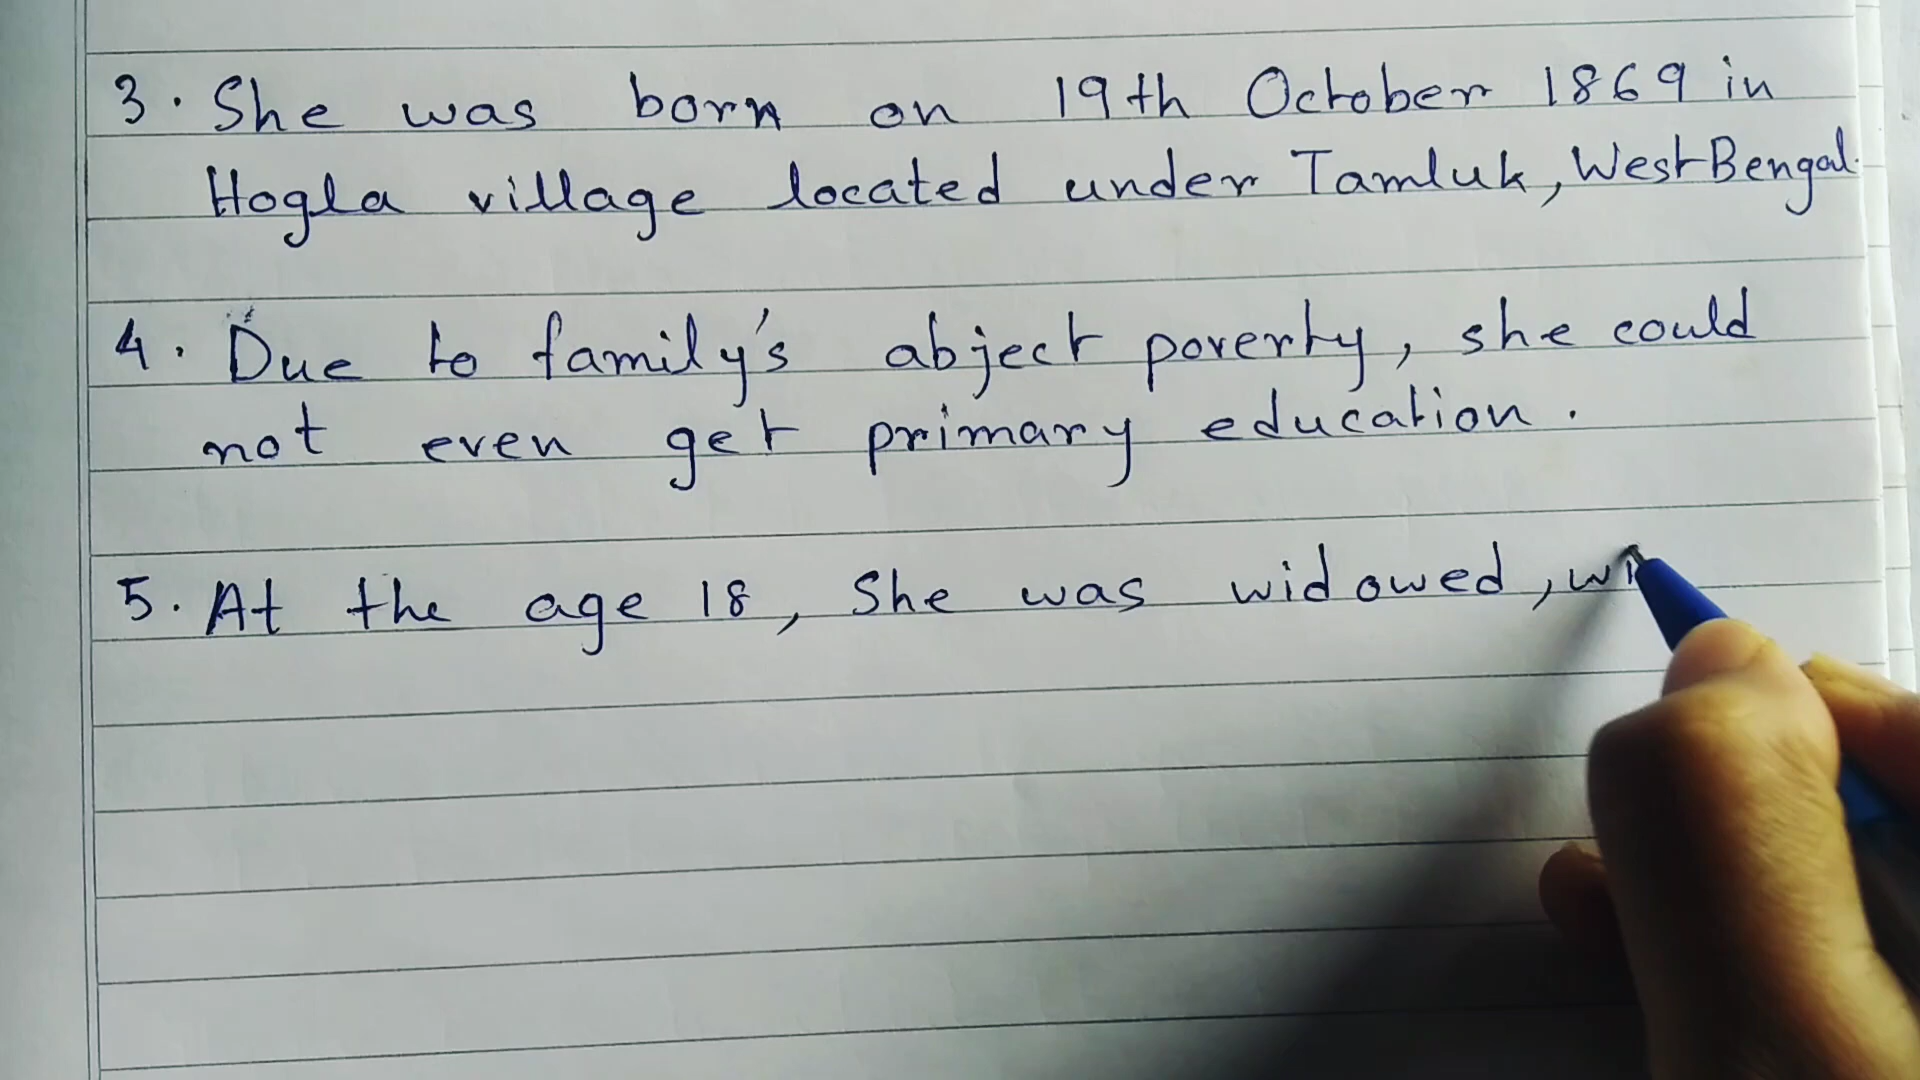 3. She was born on 19th October 1869 in
Hogla village located under Tamluk, West Bengal.
4. Due to family's abject poverty, she could
not even get primary education.
5. At the age 18, She was widowed, wi